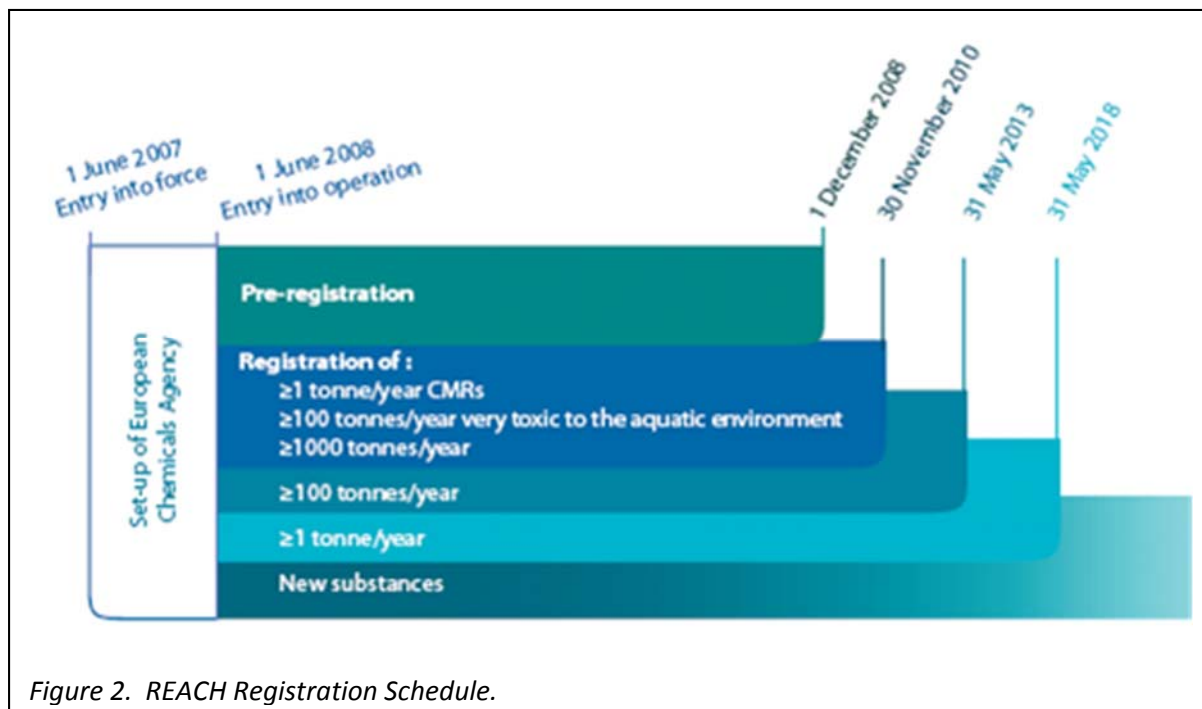 1 June 2007
Entry into force
1 June 2008
Entry into operation
1 December 2008
30 November 2010
31 May 2013
31 May 2018
Set-up of European
Chemicals Agency
Pre-registration
Registration of :
≥1 tonne/year CMRs
≥100 tonnes/year very toxic to the aquatic environment
≥1000 tonnes/year
≥100 tonnes/year
≥1 tonne/year
New substances
Figure 2.  REACH Registration Schedule.